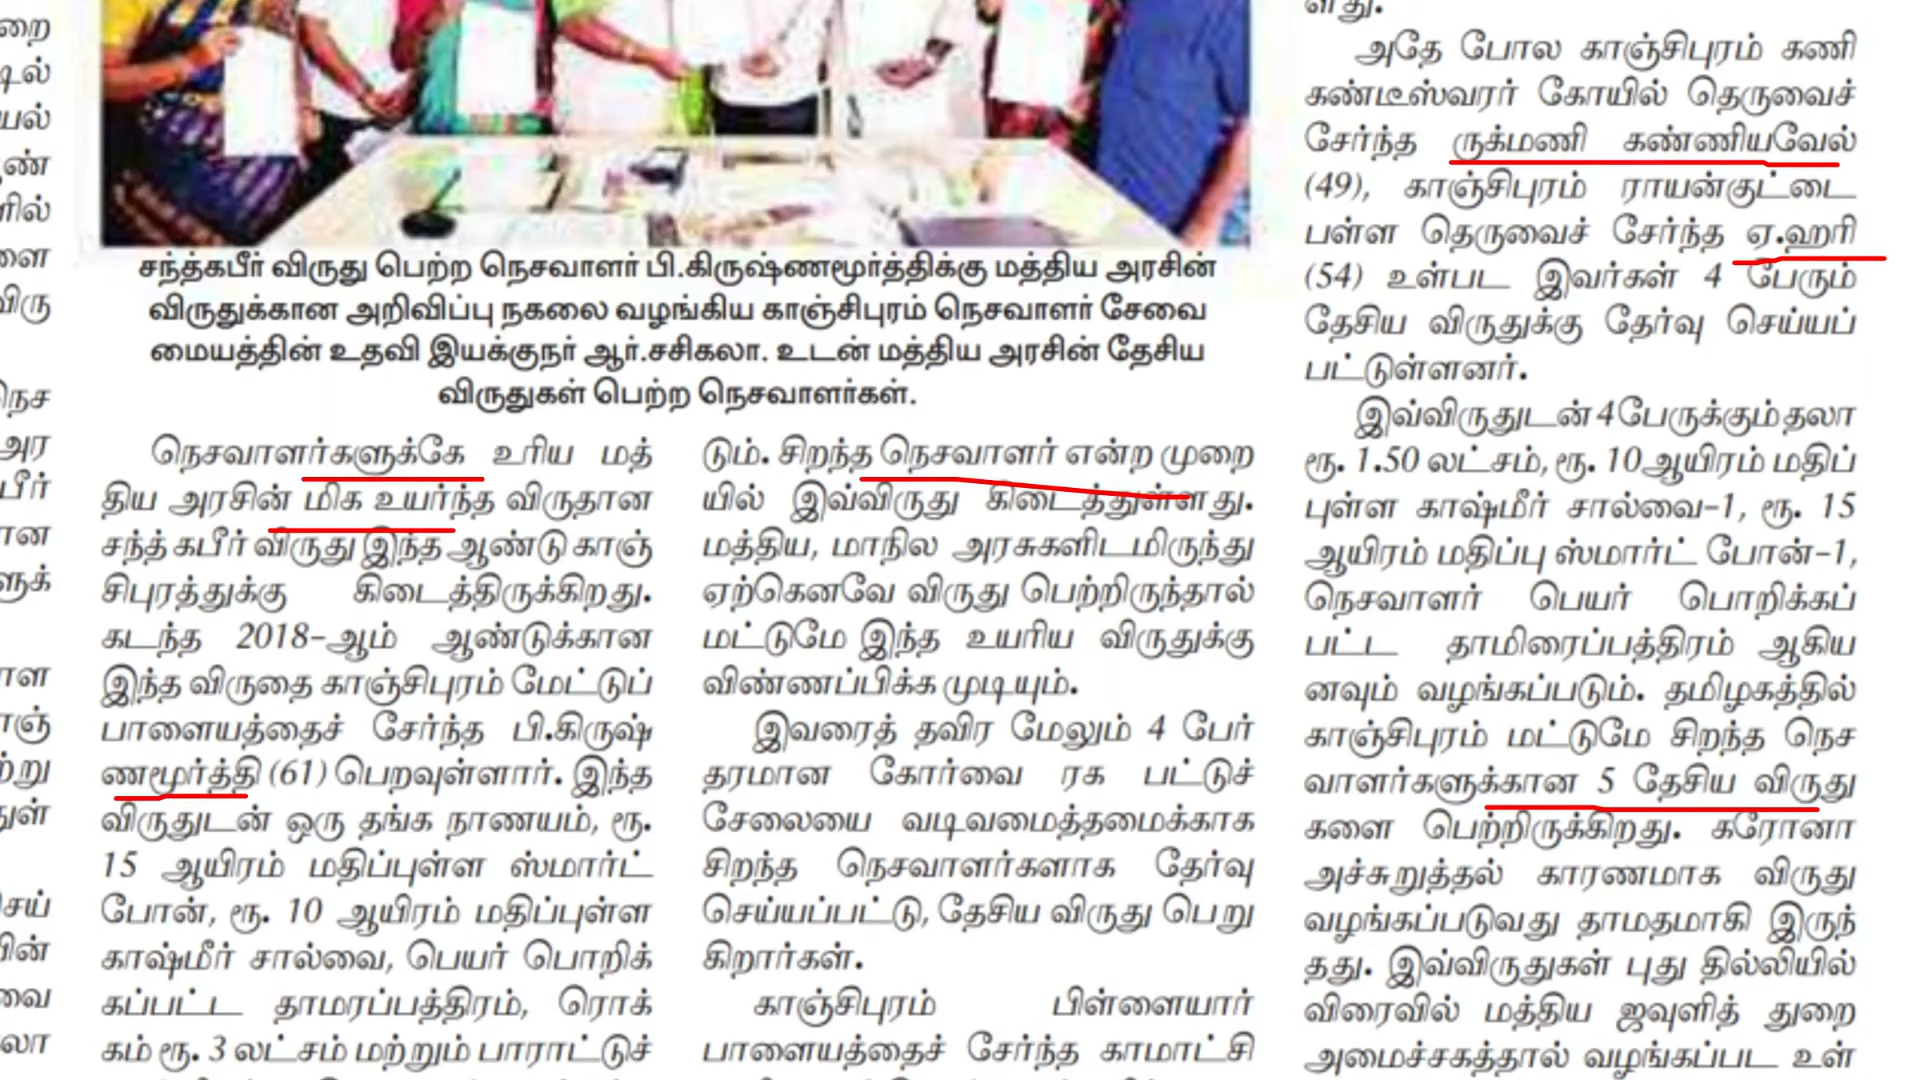 சந்த்கபீர் விருது பெற்ற நெசவாளர் பி.கிருஷ்ணமூர்த்திக்கு மத்திய அரசின்
விருதுக்கான அறிவிப்பு நகலை வழங்கிய காஞ்சிபுரம் நெசவாளர் சேவை
மையத்தின் உதவி இயக்குநர் ஆர்.சசிகலா. உடன் மத்திய அரசின் தேசிய
விருதுகள் பெற்ற நெசவாளர்கள்.
நெசவாளர்களுக்கே உரிய மத்
திய அரசின் மிக உயர்ந்த விருதான
சந்த் கபீர் விருது இந்த ஆண்டு காஞ்
சிபுரத்துக்கு கிடைத்திருக்கிறது.
கடந்த 2018-ஆம் ஆண்டுக்கான
இந்த விருதை காஞ்சிபுரம் மேட்டுப்
பாளையத்தைச் சேர்ந்த பி.கிருஷ்
ணமூர்த்தி (61) பெறவுள்ளார். இந்த
விருதுடன் ஒரு தங்க நாணயம், ரூ.
15 ஆயிரம் மதிப்புள்ள ஸ்மார்ட்
போன், ரூ. 10 ஆயிரம் மதிப்புள்ள
காஷ்மீர் சால்வை, பெயர் பொறிக்
கப்பட்ட தாமரப்பத்திரம், ரொக்
கம் ரூ. 3 லட்சம் மற்றும் பாராட்டுச்
டும். சிறந்த நெசவாளர் என்ற முறை
யில் இவ்விருது கிடைத்துள்ளது.
மத்திய, மாநில அரசுகளிடமிருந்து
ஏற்கெனவே விருது பெற்றிருந்தால்
மட்டுமே இந்த உயரிய விருதுக்கு
விண்ணப்பிக்க முடியும்.
இவரைத் தவிர மேலும் 4 பேர்
தரமான கோர்வை ரக பட்டுச்
சேலையை வடிவமைத்தமைக்காக
சிறந்த நெசவாளர்களாக தேர்வு
செய்யப்பட்டு, தேசிய விருது பெறு
கிறார்கள்.
காஞ்சிபுரம் பிள்ளையார்
பாளையத்தைச் சேர்ந்த காமாட்சி
ளது.
அதே போல காஞ்சிபுரம் கணி
கண்டீஸ்வரர் கோயில் தெருவைச்
சேர்ந்த ருக்மணி கண்ணியவேல்
(49), காஞ்சிபுரம் ராயன்குட்டை
பள்ள தெருவைச் சேர்ந்த ஏ.ஹரி
(54) உள்பட இவர்கள் 4 பேரும்
தேசிய விருதுக்கு தேர்வு செய்யப்
பட்டுள்ளனர்.
இவ்விருதுடன் 4 பேருக்கும் தலா
ரூ. 1.50 லட்சம், ரூ. 10 ஆயிரம் மதிப்
புள்ள காஷ்மீர் சால்வை-1, ரூ. 15
ஆயிரம் மதிப்பு ஸ்மார்ட் போன்-1,
நெசவாளர் பெயர் பொறிக்கப்
பட்ட தாமிரைப்பத்திரம் ஆகிய
னவும் வழங்கப்படும். தமிழகத்தில்
காஞ்சிபுரம் மட்டுமே சிறந்த நெச
வாளர்களுக்கான 5 தேசிய விருது
களை பெற்றிருக்கிறது. கரோனா
அச்சுறுத்தல் காரணமாக விருது
வழங்கப்படுவது தாமதமாகி இருந்
தது. இவ்விருதுகள் புது தில்லியில்
விரைவில் மத்திய ஜவுளித் துறை
அமைச்சகத்தால் வழங்கப்பட உள்